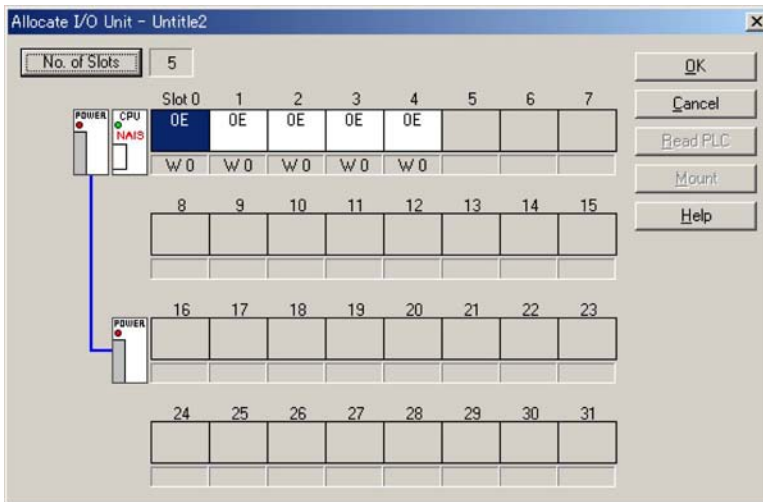 Allocate I/O Unit - Untitle2
No. of Slots 5
OK
Cancel
Read PLC
Mount
Help
Slot 0 1 2 3 4 5 6 7
POWER CPU NAIS 0E 0E 0E 0E 0E
W 0 W 0 W 0 W 0 W 0
8 9 10 11 12 13 14 15
16 17 18 19 20 21 22 23
POWER
24 25 26 27 28 29 30 31